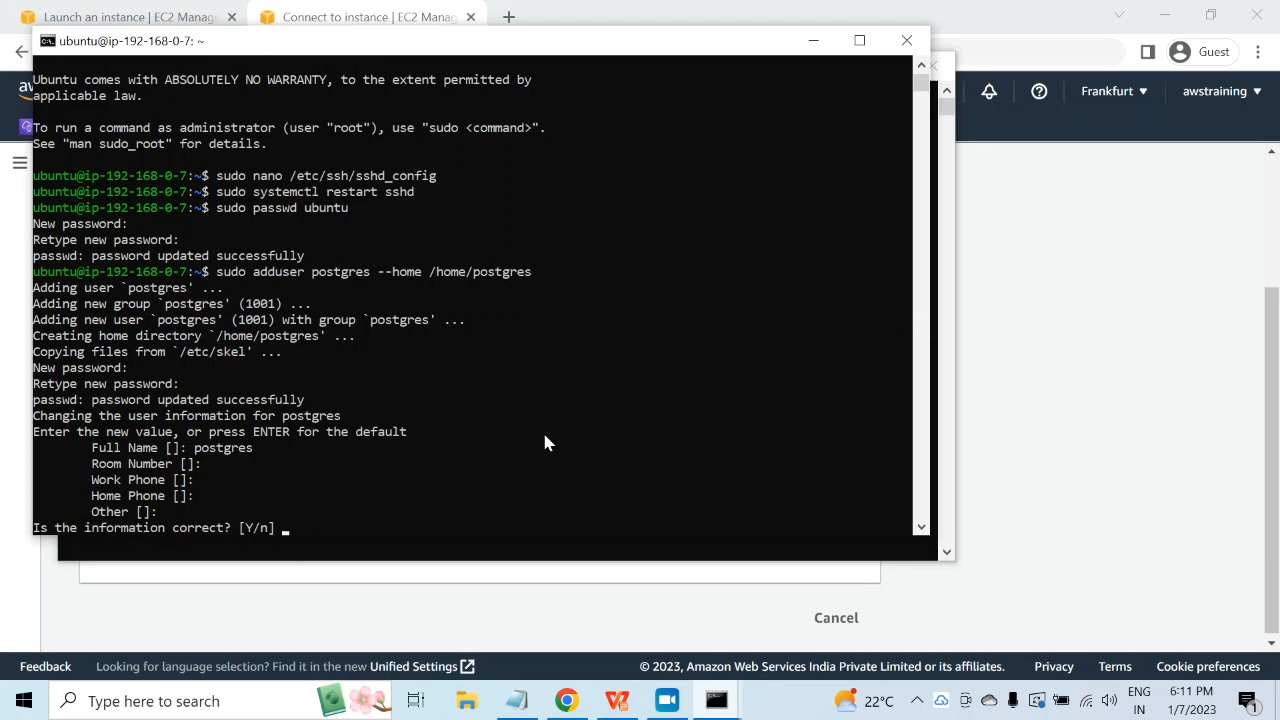 Launch an instance | EC2 Manag
Connect to instance | EC2 Manag
ubuntu@ip-192-168-0-7: ~
Guest
aw
Frankfurt
awstraining
Ubuntu comes with ABSOLUTELY NO WARRANTY, to the extent permitted by
applicable law.
To run a command as administrator (user "root"), use "sudo <command>".
See "man sudo_root" for details.
ubuntu@ip-192-168-0-7:~$ sudo nano /etc/ssh/sshd_config
ubuntu@ip-192-168-0-7:~$ sudo systemctl restart sshd
ubuntu@ip-192-168-0-7:~$ sudo passwd ubuntu
New password:
Retype new password:
passwd: password updated successfully
ubuntu@ip-192-168-0-7:~$ sudo adduser postgres --home /home/postgres
Adding user `postgres' ...
Adding new group `postgres' (1001) ...
Adding new user `postgres' (1001) with group `postgres' ...
Creating home directory `/home/postgres' ...
Copying files from `/etc/skel' ...
New password:
Retype new password:
passwd: password updated successfully
Changing the user information for postgres
Enter the new value, or press ENTER for the default
Full Name []: postgres
Room Number []:
Work Phone []:
Home Phone []:
Other []:
Is the information correct? [Y/n]
Cancel
Feedback
Looking for language selection? Find it in the new Unified Settings
© 2023, Amazon Web Services India Private Limited or its affiliates.
Privacy
Terms
Cookie preferences
Type here to search
22°C
ENG
IN
6:11 PM
1/7/2023
1